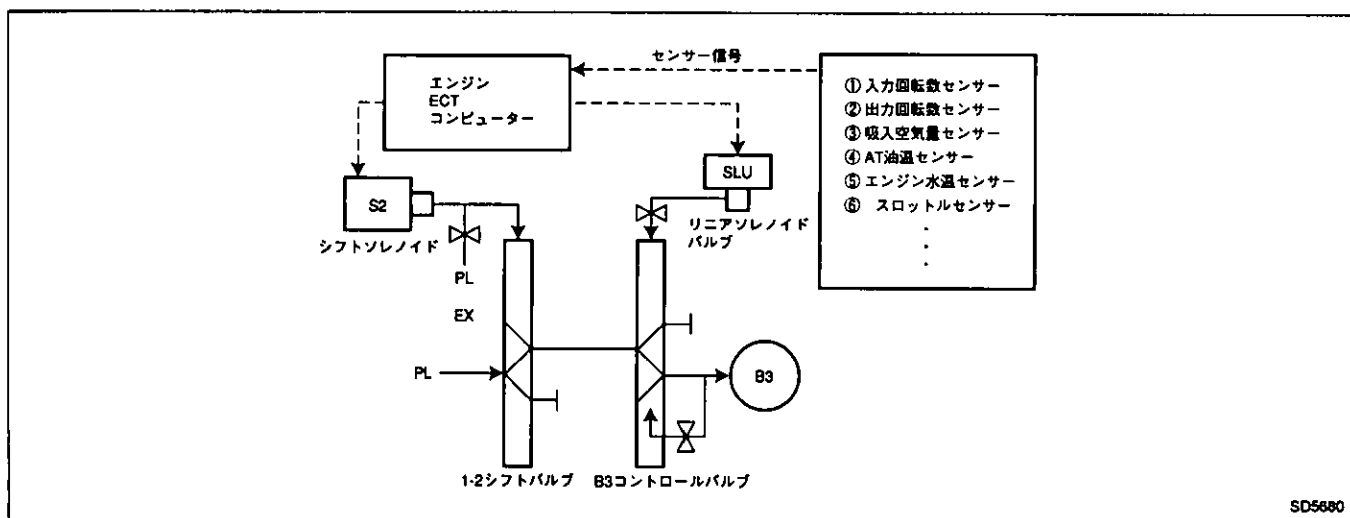 センサー信号
エンジン
ECT
コンピューター
① 入力回転数センサー
② 出力回転数センサー
③ 吸入空気量センサー
④ AT油温センサー
⑤ エンジン水温センサー
⑥ スロットルセンサー
・
・
・
S2
シフトソレノイド
SLU
リニアソレノイド
バルブ
PL
EX
PL
B3
1-2シフトバルブ
B3コントロールバルブ
SD5680